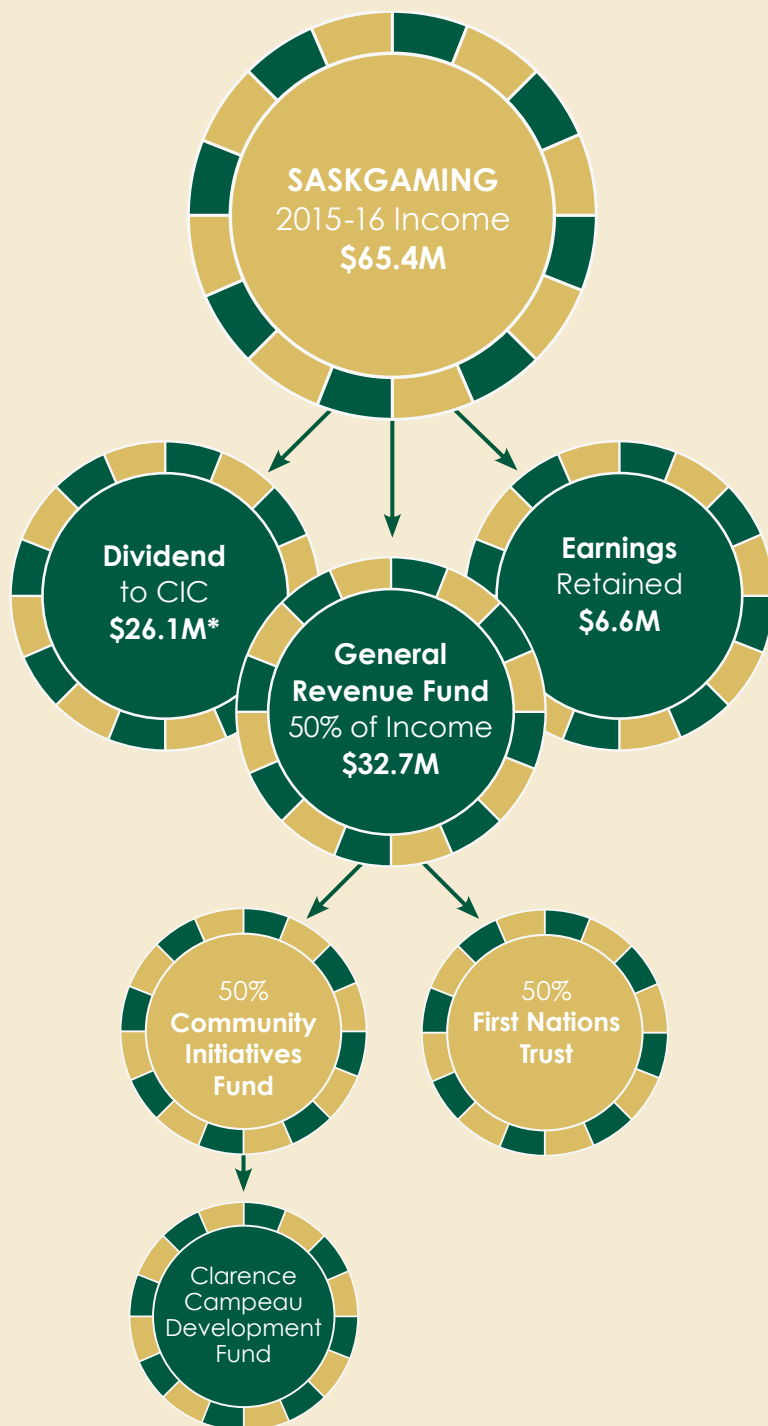 SASKGAMING
2015-16 Income
$65.4M
Dividend
to CIC
$26.1M*
General
Revenue Fund
50% of Income
$32.7M
Earnings
Retained
$6.6M
50%
Community
Initiatives
Fund
50%
First Nations
Trust
Clarence
Campeau
Development
Fund